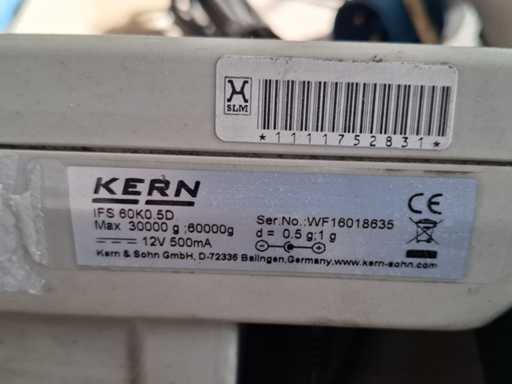 SLM
*1111752831*
KERN
IFS 60K0.5D
Max 30000 g ;60000g
Ser.No.:WF16018635
12V 500mA
d = 0.5 g;1 g
CE
Kern & Sohn GmbH, D-72336 Balingen,Germany,www.kern-sohn.com